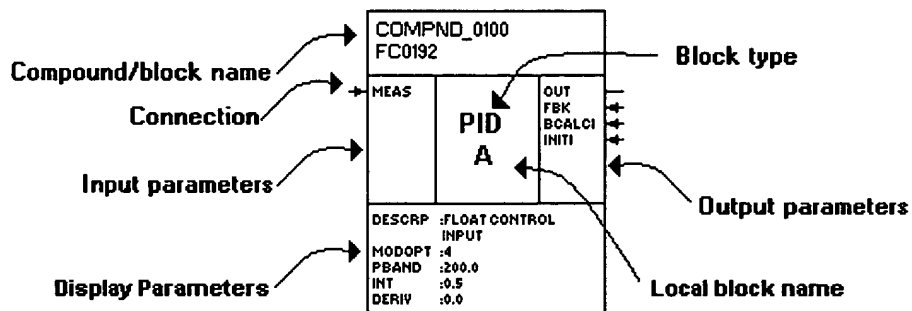 COMPND_0100
FC0192
Compound/block name
Block type
Connection
MEAS
PID
A
OUT
FBK
BCALCI
INITI
Input parameters
Output parameters
DESCRP :FLOAT CONTROL
INPUT
MODOPT :4
PBAND :200.0
INT :0.5
DERIV :0.0
Display Parameters
Local block name